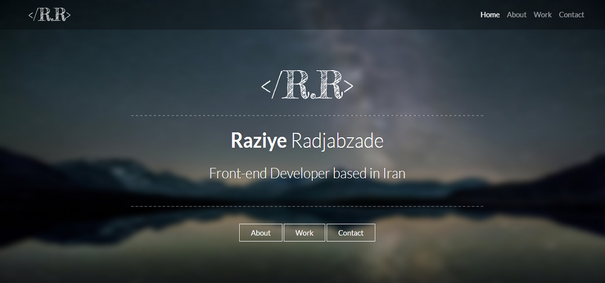 </R.R>
Home About Work Contact
</R.R>
Raziye Radjabzade
Front-end Developer based in Iran
About Work Contact